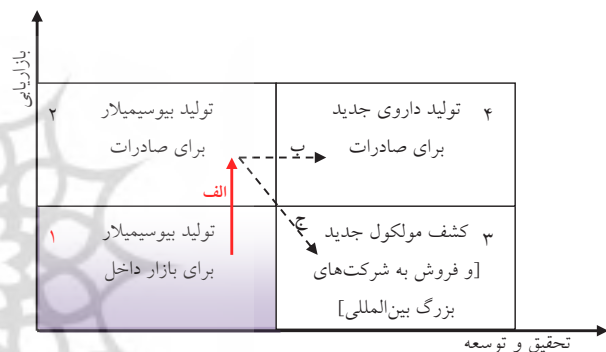 بازاریابی
۴ تولید داروی جدید
برای صادرات
۲ تولید بیوسیمیلار
برای صادرات
ب
الف
ج
۳ کشف مولکول جدید
[و فروش به شرکت‌های
بزرگ بین‌المللی]
۱ تولید بیوسیمیلار
برای بازار داخل
تحقیق و توسعه